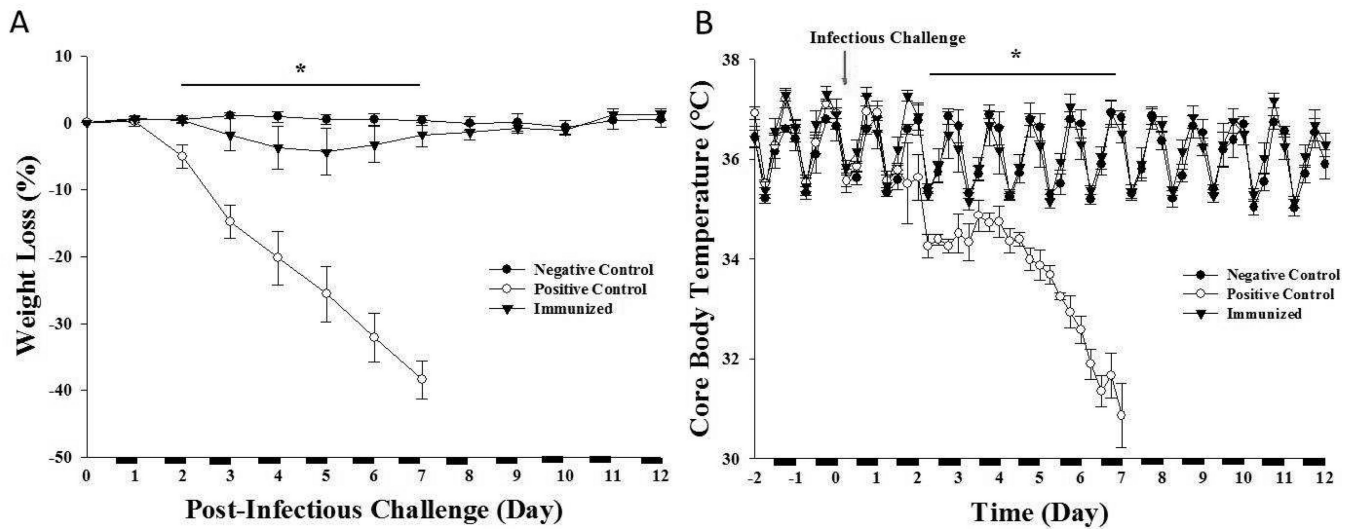 A
*
10
0
-10
-20
-30
-40
-50
Weight Loss (%)
Negative Control
Positive Control
Immunized
0 1 2 3 4 5 6 7 8 9 10 11 12
Post-Infectious Challenge (Day)
B
Infectious Challenge
*
38
36
34
32
30
Core Body Temperature (°C)
Negative Control
Positive Control
Immunized
-2 -1 0 1 2 3 4 5 6 7 8 9 10 11 12
Time (Day)